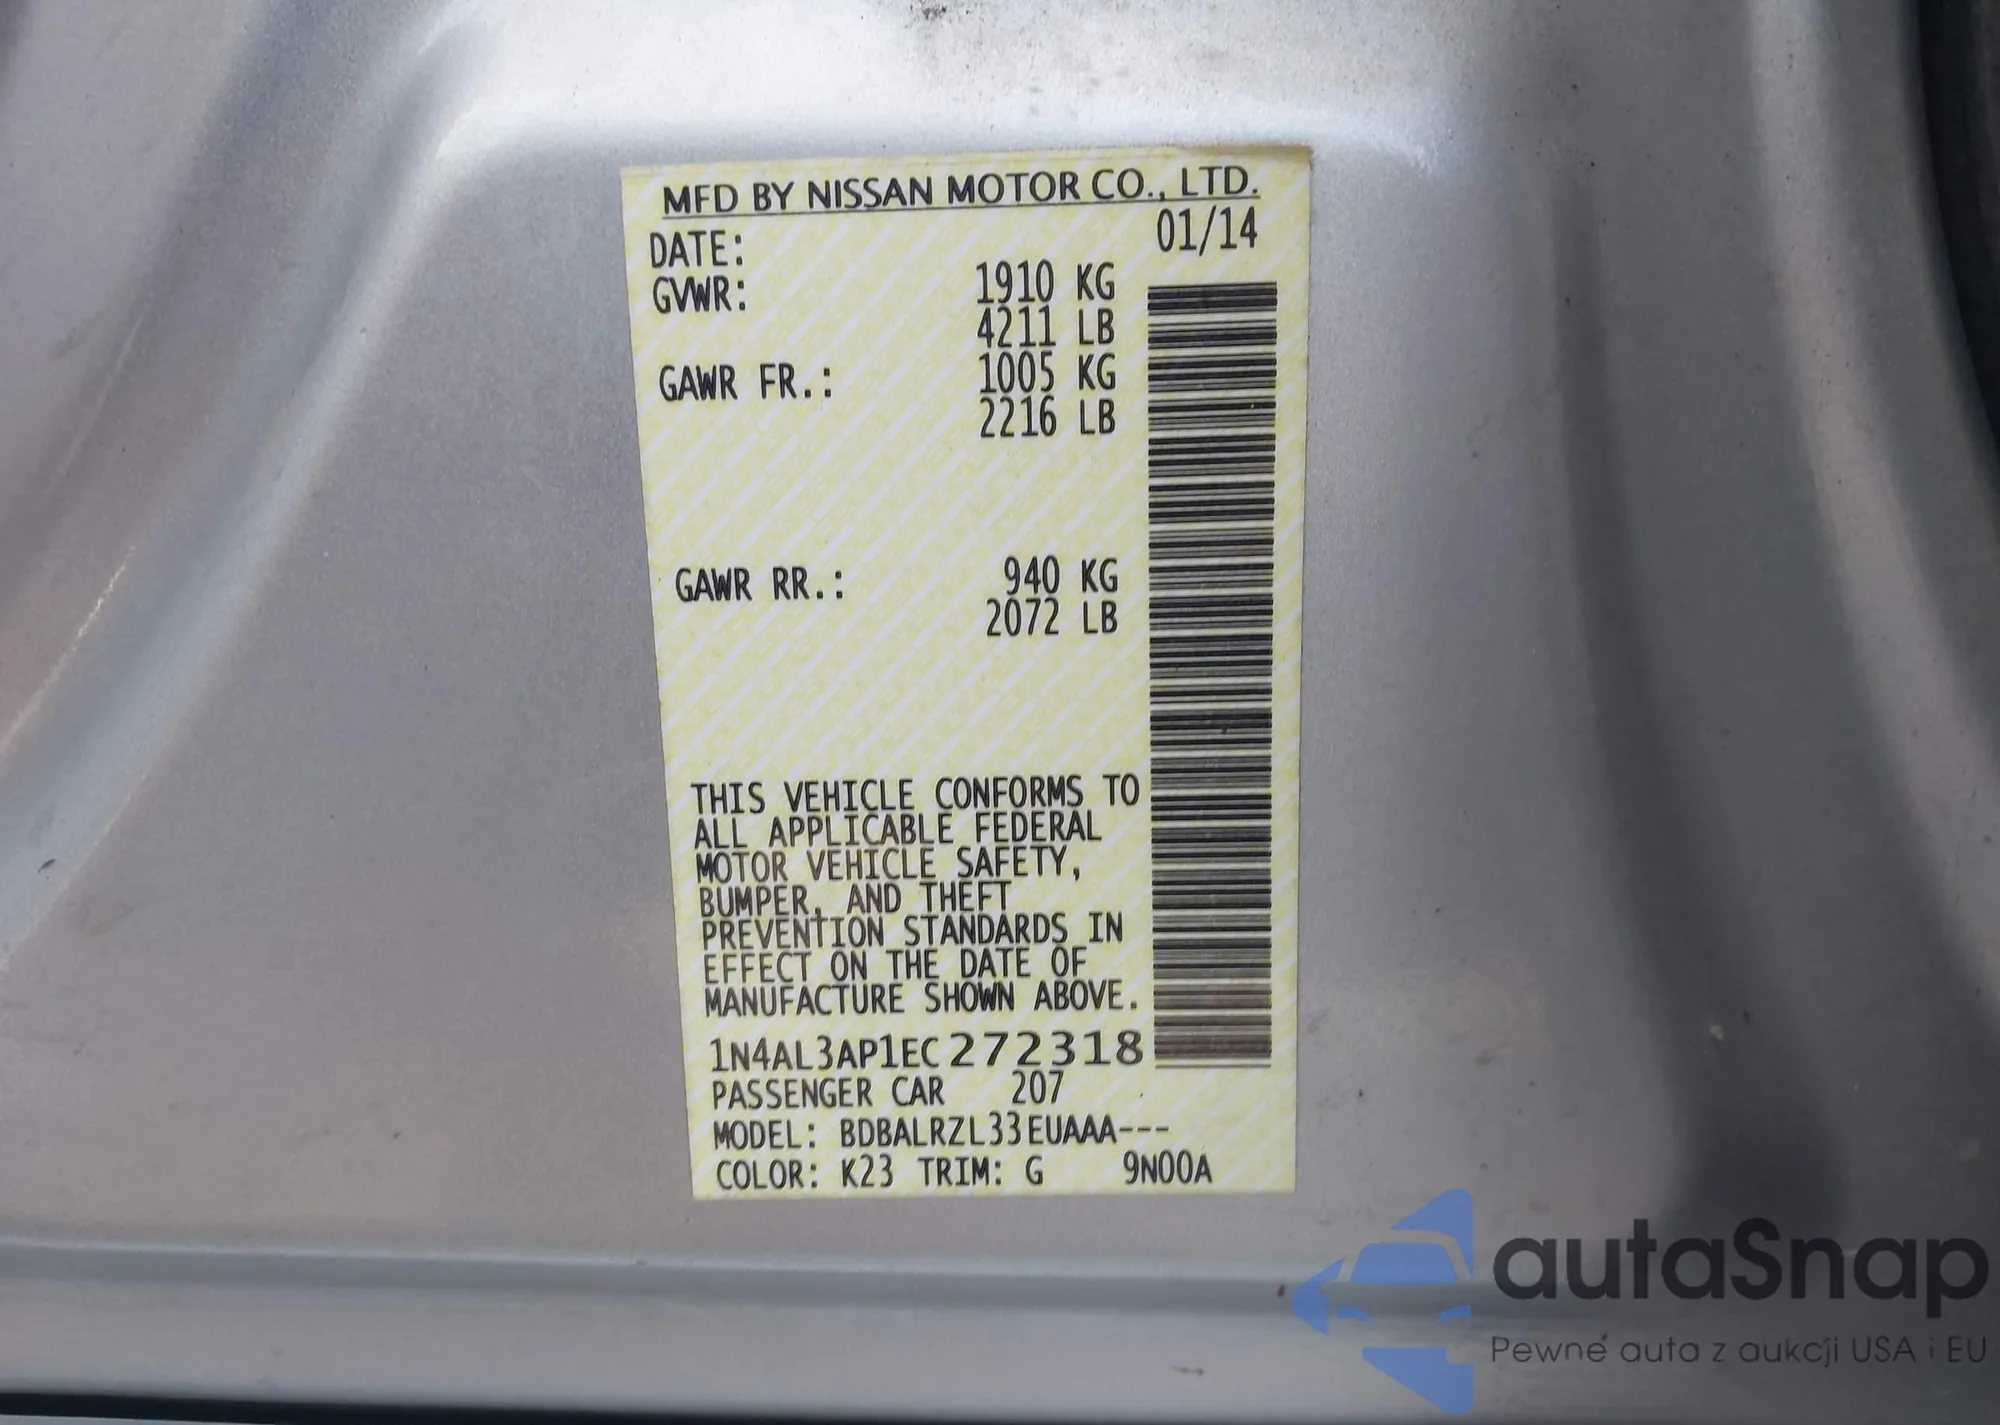 MFD BY NISSAN MOTOR CO., LTD.
DATE: 01/14
GVWR: 1910 KG
4211 LB
GAWR FR.: 1005 KG
2216 LB
GAWR RR.: 940 KG
2072 LB
THIS VEHICLE CONFORMS TO
ALL APPLICABLE FEDERAL
MOTOR VEHICLE SAFETY,
BUMPER, AND THEFT
PREVENTION STANDARDS IN
EFFECT ON THE DATE OF
MANUFACTURE SHOWN ABOVE.
1N4AL3AP1EC272318
PASSENGER CAR 207
MODEL: BDBALRZL33EUAAA---
COLOR: K23 TRIM: G 9N00A
autaSnap
Pewne auta z aukcji USA i EU